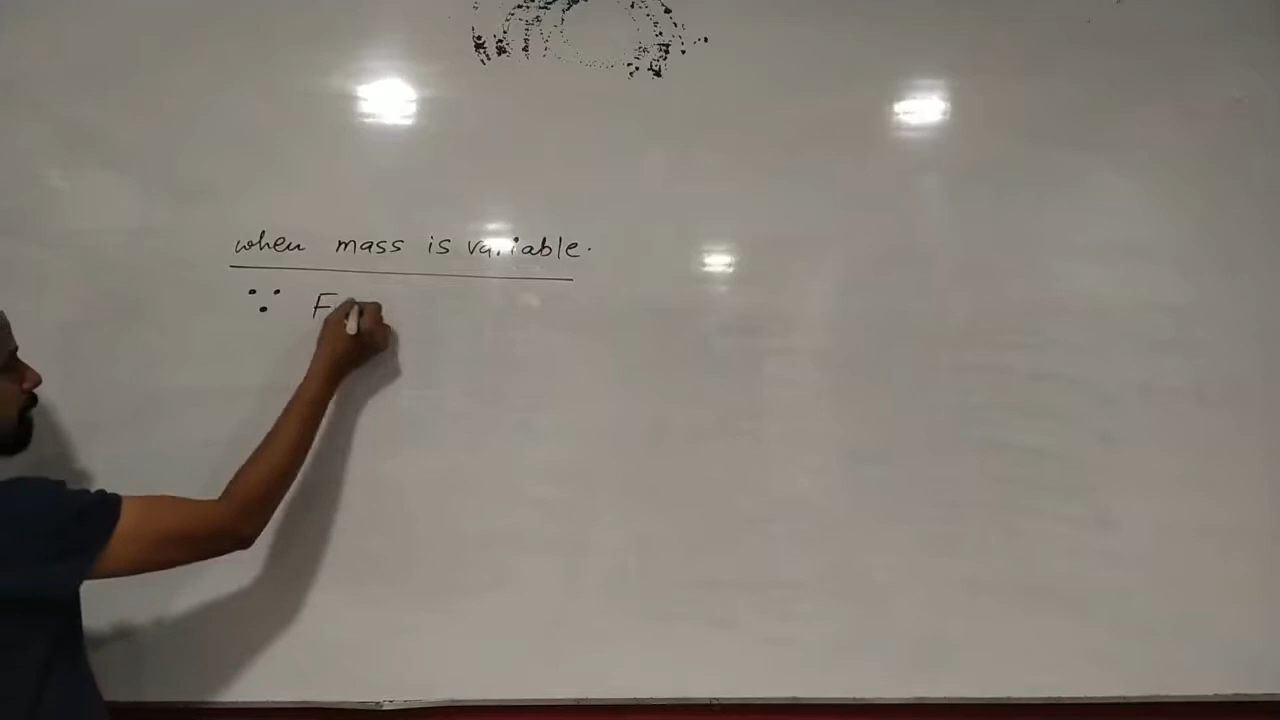 when mass is variable.
∵ F